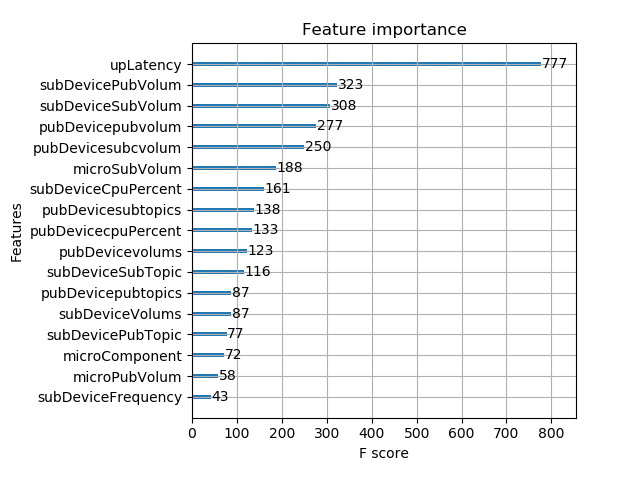 Feature importance
Features
upLatency 777
subDevicePubVolum 323
subDeviceSubVolum 308
pubDevicepubvolum 277
pubDevicesubcvolum 250
microSubVolum 188
subDeviceCpuPercent 161
pubDevicesubtopics 138
pubDevicecpuPercent 133
pubDevicevolums 123
subDeviceSubTopic 116
pubDevicepubtopics 87
subDeviceVolums 87
subDevicePubTopic 77
microComponent 72
microPubVolum 58
subDeviceFrequency 43
0 100 200 300 400 500 600 700 800
F score